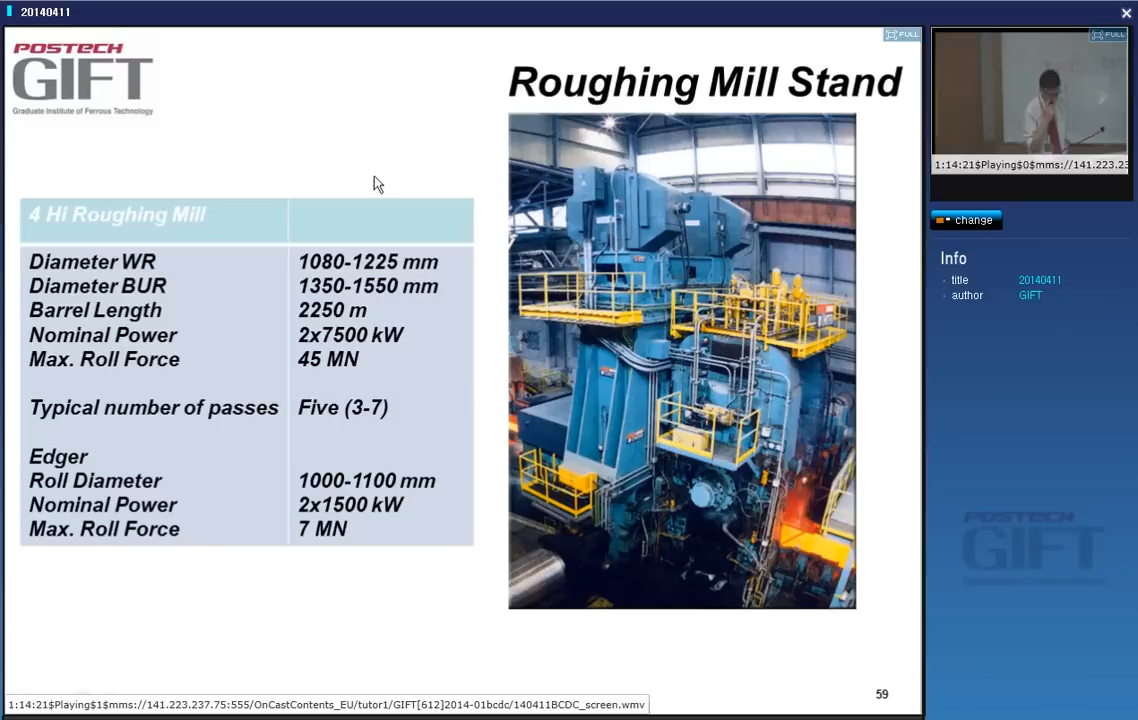 20140411
POSTECH
GIFT
Graduate Institute of Ferrous Technology
FULL
Roughing Mill Stand
4 Hi Roughing Mill
Diameter WR 1080-1225 mm
Diameter BUR 1350-1550 mm
Barrel Length 2250 m
Nominal Power 2x7500 kW
Max. Roll Force 45 MN
Typical number of passes Five (3-7)
Edger
Roll Diameter 1000-1100 mm
Nominal Power 2x1500 kW
Max. Roll Force 7 MN
59
1:14:21$Playing$1$mms://141.223.237.75:555/OnCastContents_EU/tutor1/GIFT[612]2014-01bcdc/140411BCDC_screen.wmv
FULL
1:14:21$Playing$0$mms://141.223.23
change
Info
title 20140411
author GIFT
POSTECH
GIFT